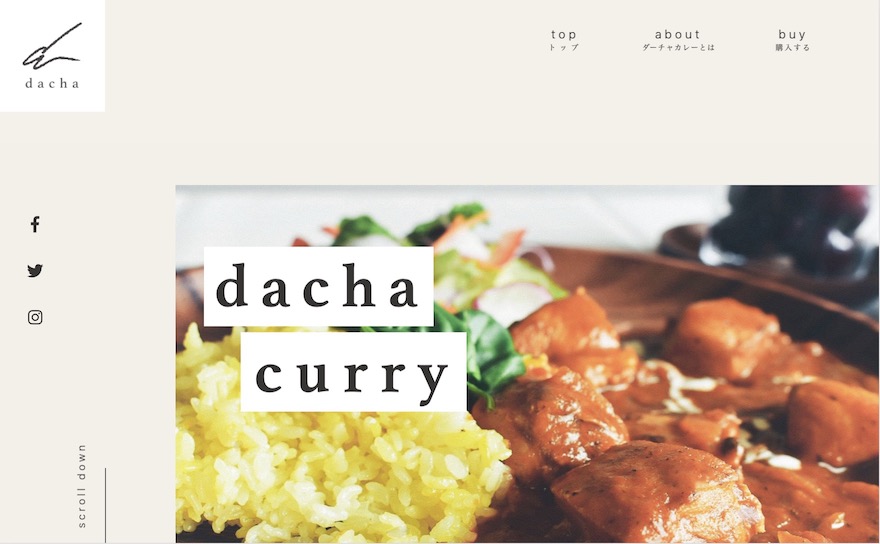 dacha
top
トップ
about
ダーチャカレーとは
buy
購入する
dacha
curry
scroll down